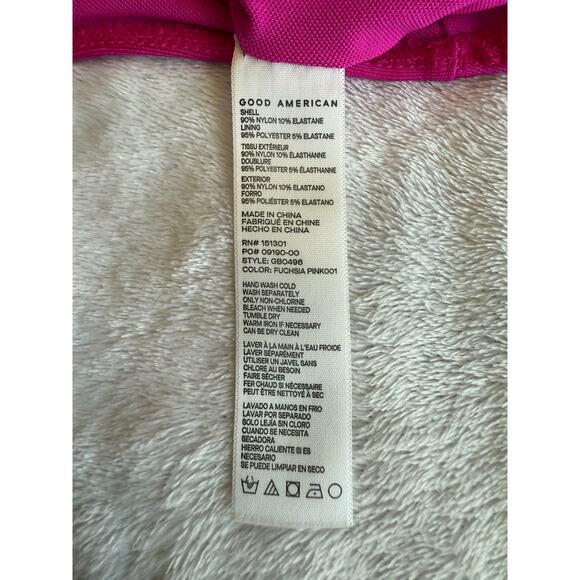 GOOD AMERICAN
SHELL
90% NYLON 10% ELASTANE
LINING
95% POLYESTER 5% ELASTANE
TISSU EXTÉRIEUR
90% NYLON 10% ÉLASTHANNE
DOUBLURE
95% POLYESTER 5% ÉLASTHANNE
EXTERIOR
90% NYLON 10% ELASTANO
FORRO
95% POLIÉSTER 5% ELASTANO
MADE IN CHINA
FABRIQUÉ EN CHINE
HECHO EN CHINA
RN# 151301
PO# 09190-00
STYLE: GB0496
COLOR: FUCHSIA PINK001
HAND WASH COLD
WASH SEPARATELY
ONLY NON-CHLORINE
BLEACH WHEN NEEDED
TUMBLE DRY
WARM IRON IF NECESSARY
CAN BE DRY CLEAN
LAVER À LA MAIN À L'EAU FROIDE
LAVER SÉPARÉMENT
UTILISER UN JAVEL SANS
CHLORE AU BESOIN
FAIRE SÉCHER
FER CHAUD SI NÉCESSAIRE
PEUT ÊTRE NETTOYÉ À SEC
LAVADO A MANOS EN FRIO
LAVAR POR SEPARADO
SOLO LEJÍA SIN CLORO
CUANDO SE NECESITA
SECADORA
HIERRO CALIENTE SI ES
NECESARIO
SE PUEDE LIMPIAR EN SECO